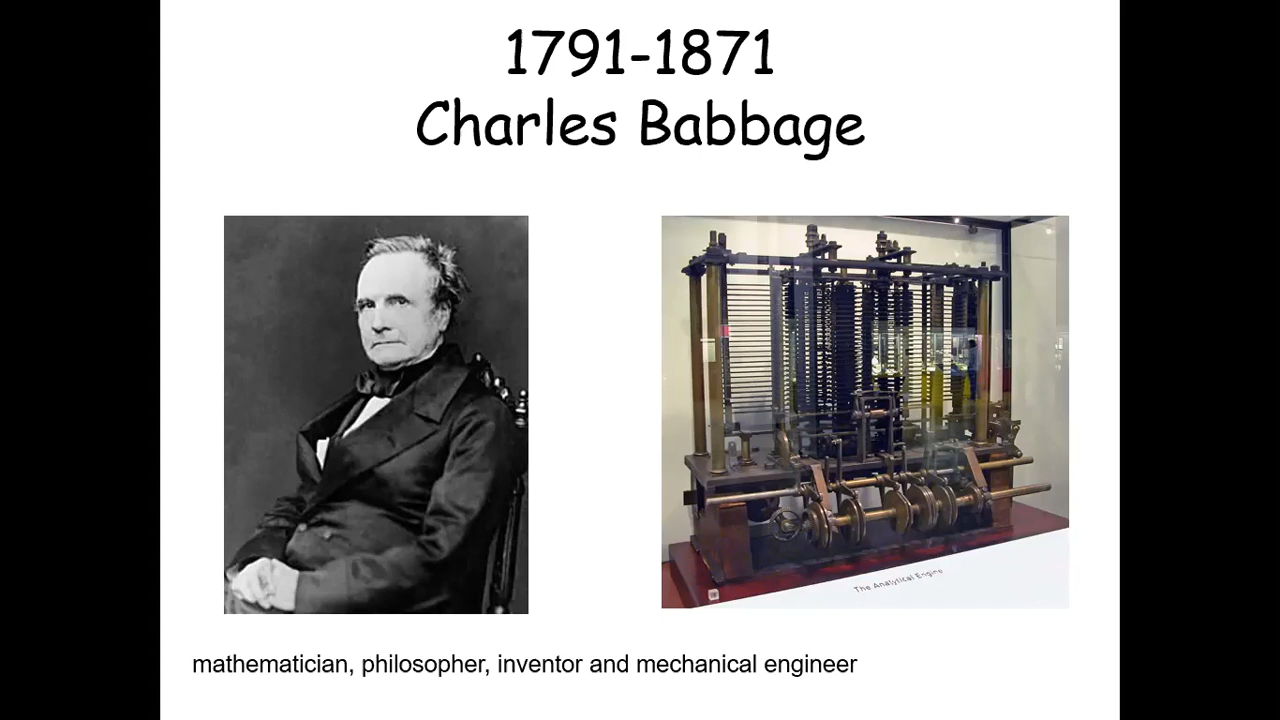 1791-1871
Charles Babbage
The Analytical Engine
mathematician, philosopher, inventor and mechanical engineer